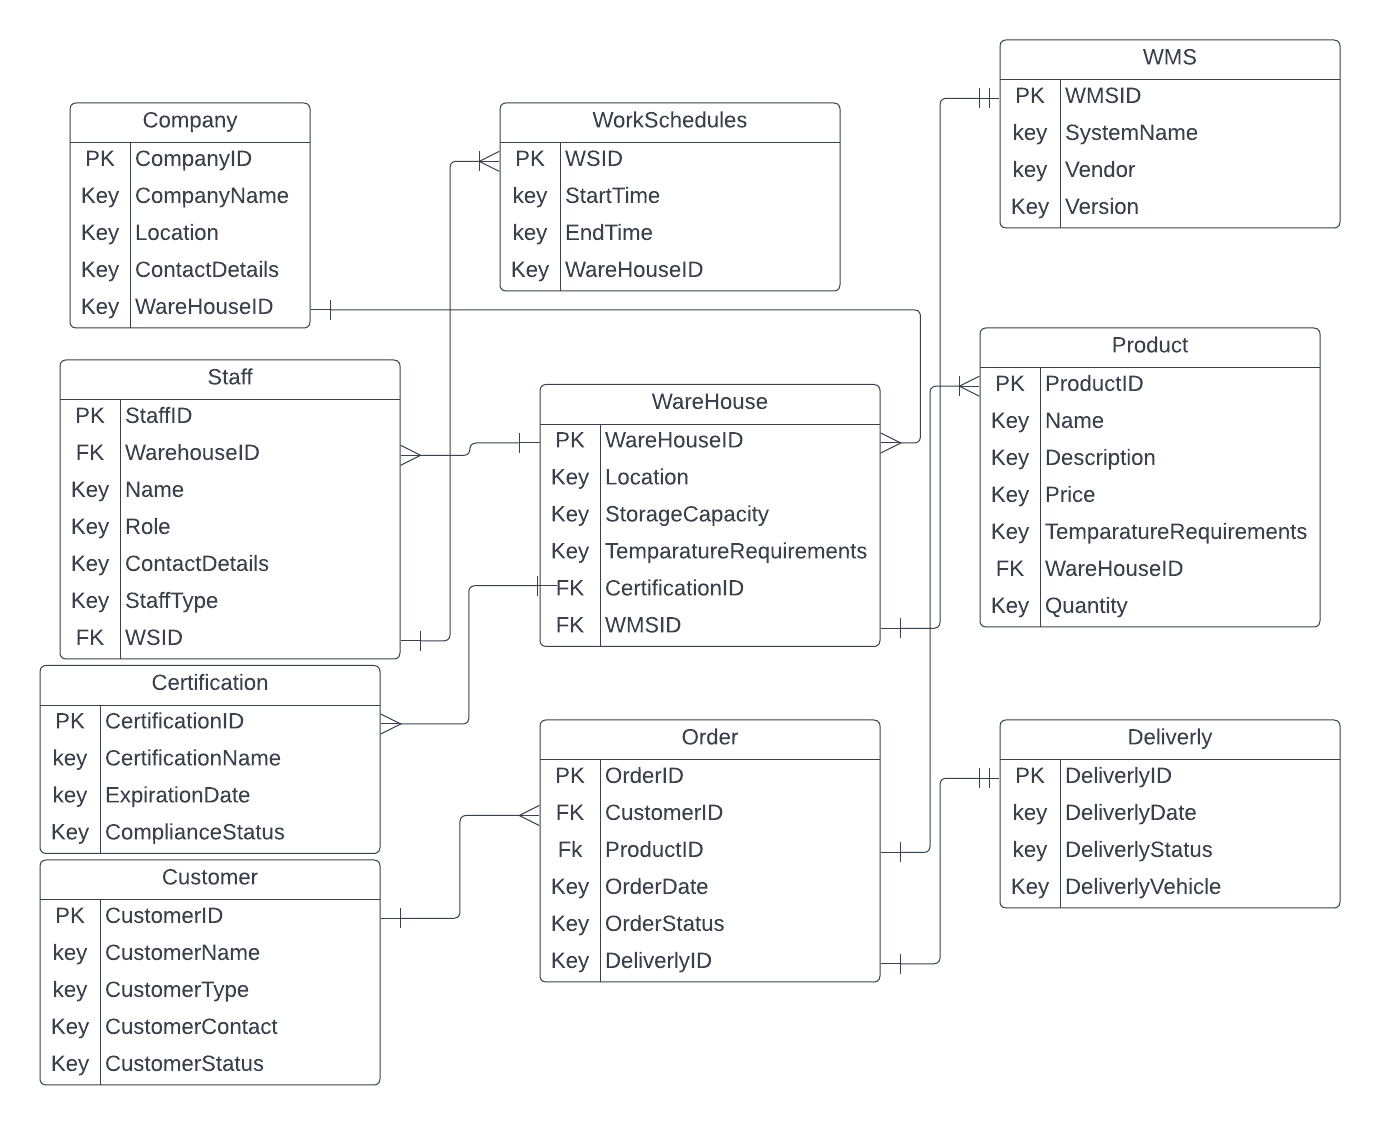 Company
PK CompanyID
Key CompanyName
Key Location
Key ContactDetails
Key WareHouseID
WorkSchedules
PK WSID
key StartTime
key EndTime
Key WareHouseID
WMS
PK WMSID
key SystemName
key Vendor
Key Version
Staff
PK StaffID
FK WarehouseID
Key Name
Key Role
Key ContactDetails
Key StaffType
FK WSID
WareHouse
PK WareHouseID
Key Location
Key StorageCapacity
Key TemparatureRequirements
FK CertificationID
FK WMSID
Product
PK ProductID
Key Name
Key Description
Key Price
Key TemparatureRequirements
FK WareHouseID
Key Quantity
Certification
PK CertificationID
key CertificationName
key ExpirationDate
Key ComplianceStatus
Order
PK OrderID
FK CustomerID
Fk ProductID
Key OrderDate
Key OrderStatus
Key DeliverlyID
Deliverly
PK DeliverlyID
key DeliverlyDate
key DeliverlyStatus
Key DeliverlyVehicle
Customer
PK CustomerID
key CustomerName
key CustomerType
Key CustomerContact
Key CustomerStatus